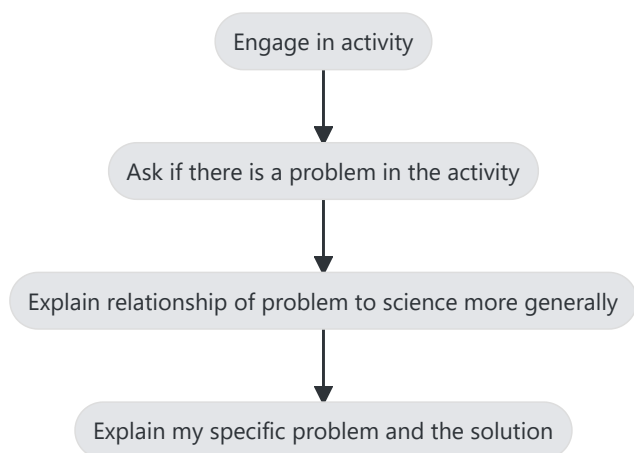 Engage in activity
Ask if there is a problem in the activity
Explain relationship of problem to science more generally
Explain my specific problem and the solution